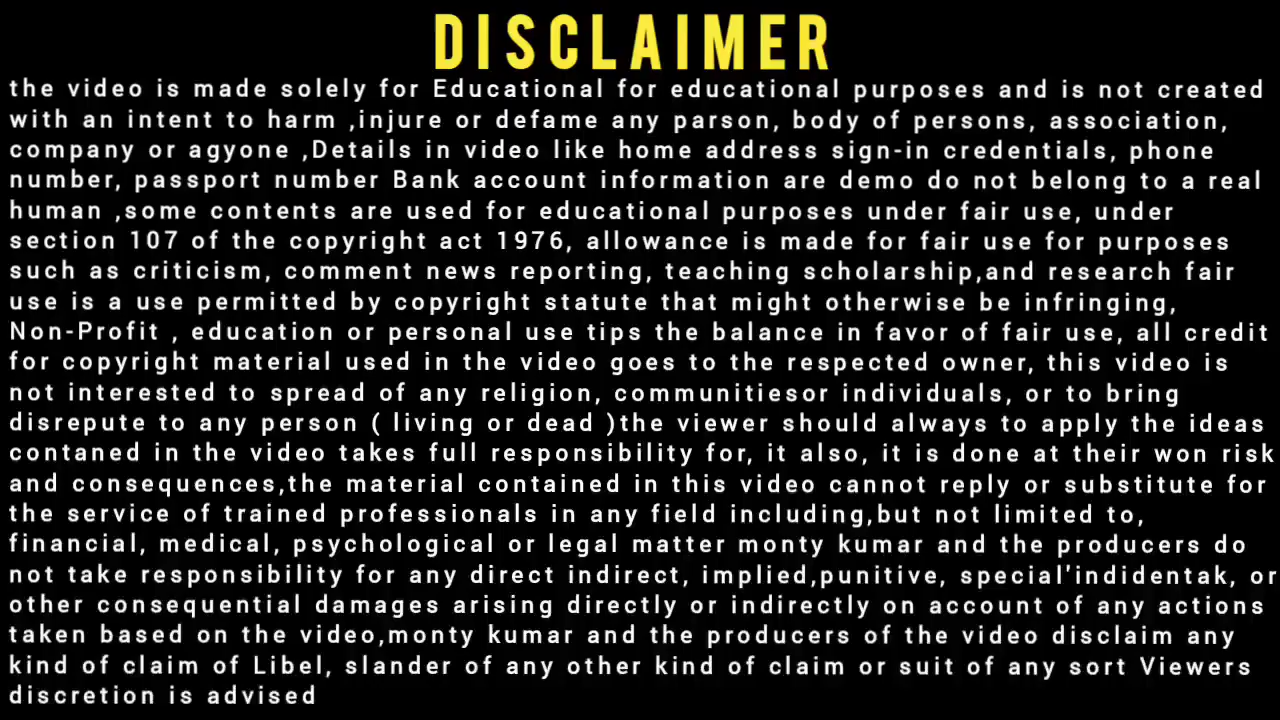 DISCLAIMER
the video is made solely for Educational for educational purposes and is not created
with an intent to harm ,injure or defame any parson, body of persons, association,
company or agyone ,Details in video like home address sign-in credentials, phone
number, passport number Bank account information are demo do not belong to a real
human ,some contents are used for educational purposes under fair use, under
section 107 of the copyright act 1976, allowance is made for fair use for purposes
such as criticism, comment news reporting, teaching scholarship,and research fair
use is a use permitted by copyright statute that might otherwise be infringing,
Non-Profit , education or personal use tips the balance in favor of fair use, all credit
for copyright material used in the video goes to the respected owner, this video is
not interested to spread of any religion, communitiesor individuals, or to bring
disrepute to any person ( living or dead )the viewer should always to apply the ideas
contaned in the video takes full responsibility for, it also, it is done at their won risk
and consequences,the material contained in this video cannot reply or substitute for
the service of trained professionals in any field including,but not limited to,
financial, medical, psychological or legal matter monty kumar and the producers do
not take responsibility for any direct indirect, implied,punitive, special'indidentak, or
other consequential damages arising directly or indirectly on account of any actions
taken based on the video,monty kumar and the producers of the video disclaim any
kind of claim of Libel, slander of any other kind of claim or suit of any sort Viewers
discretion is advised